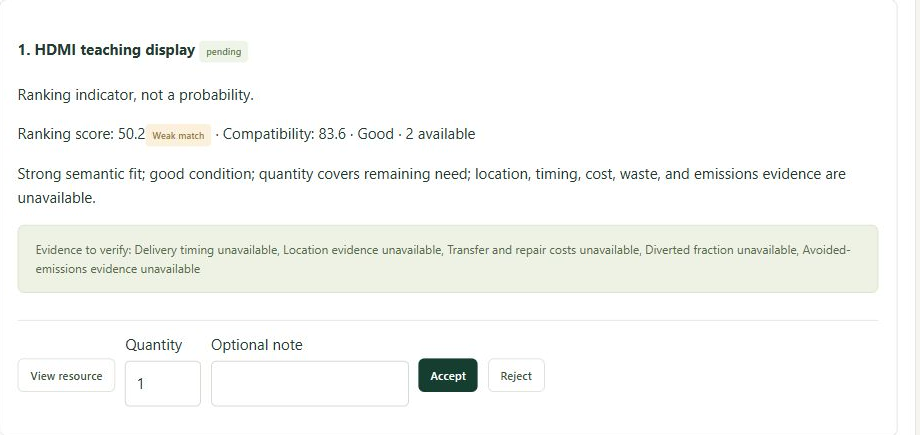 1. HDMI teaching display pending
Ranking indicator, not a probability.
Ranking score: 50.2 Weak match · Compatibility: 83.6 · Good · 2 available
Strong semantic fit; good condition; quantity covers remaining need; location, timing, cost, waste, and emissions evidence are
unavailable.
Evidence to verify: Delivery timing unavailable, Location evidence unavailable, Transfer and repair costs unavailable, Diverted fraction unavailable, Avoided-
emissions evidence unavailable
Quantity Optional note
View resource 1 Accept Reject